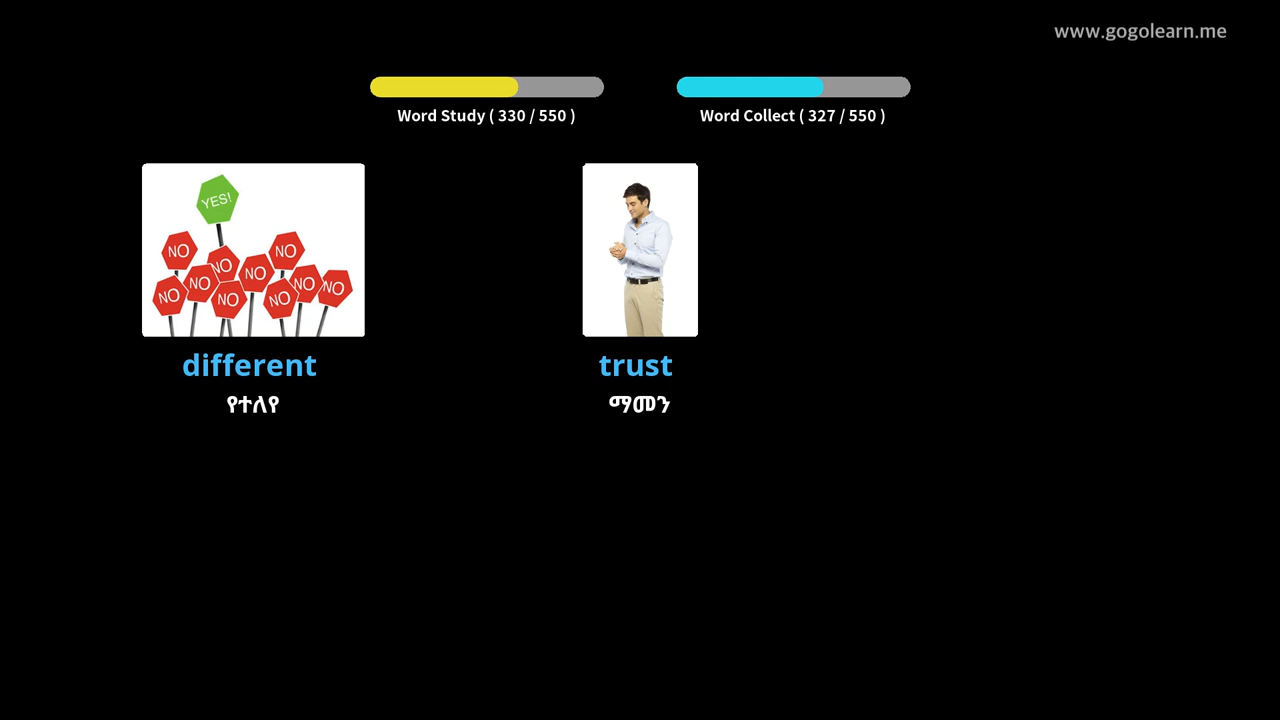 www.gogolearn.me
Word Study ( 330 / 550 )
Word Collect ( 327 / 550 )
YES!
NO
NO
NO
NO
NO
NO
NO
NO
NO
NO
different
trust
የተለየ
ማመን